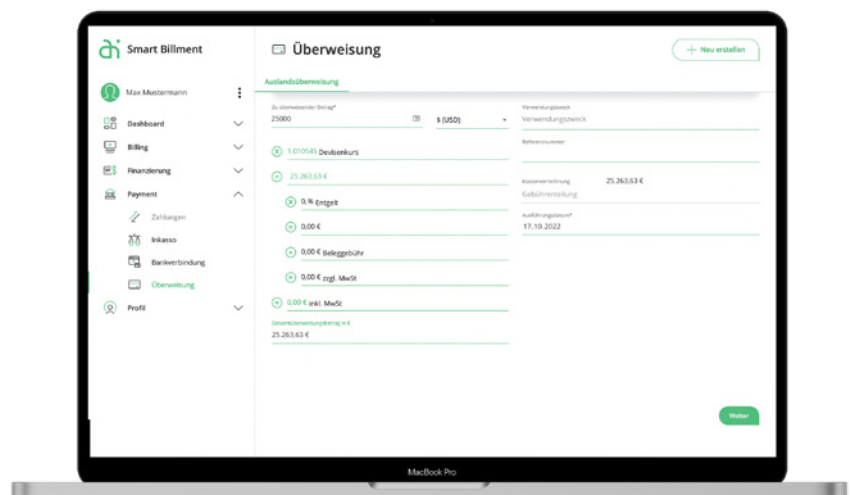 Smart Billment
Überweisung
Neu erstellen
Max Mustermann
Dashboard
Billing
Finanzierung
Payment
Zahlungen
Inkasso
Bankverbindung
Überweisung
Profil
Auslandsüberweisung
Zu überweisender Betrag*
25000
$ (USD)
1.010545 Devisenkurs
25.263,63 €
0, % Entgelt
0,00 €
0,00 € Beleggebühr
0,00 € zzgl. MwSt
0,00 € inkl. MwSt
Gesamtüberweisungsbetrag in €
25.263,63 €
Verwendungszweck
Verwendungszweck
Referenznummer
Kostenverrechnung 25.263,63 €
Gebührenteilung
Ausführungsdatum*
17.10.2022
Weiter
MacBook Pro